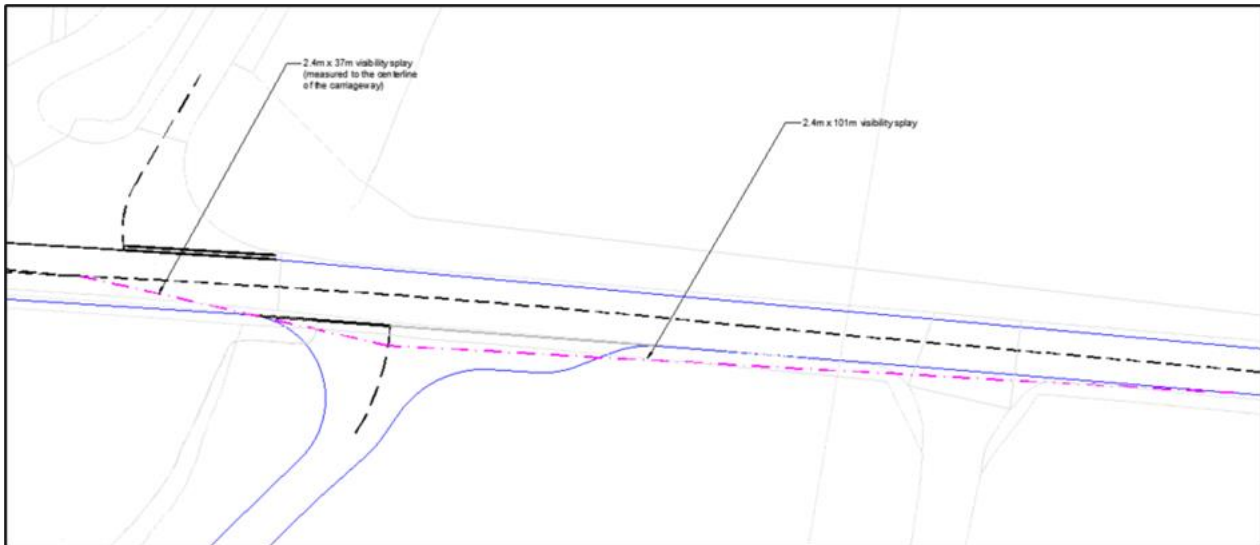 2.4m x 37m visibility splay
(measured to the centerline
of the carriageway)
2.4m x 101m visibility splay